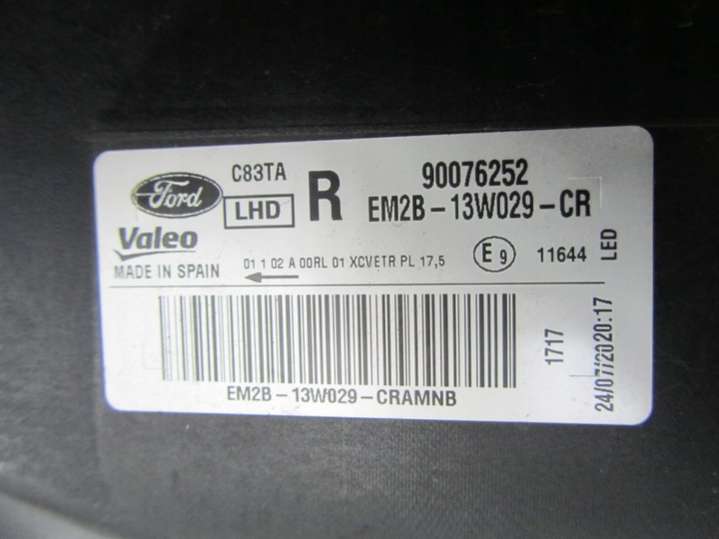 Ford
C83TA
LHD
R
90076252
EM2B-13W029-CR
Valeo
MADE IN SPAIN
01 1 02 A 00RL 01 XCVETR PL 17,5
E9
11644
LED
EM2B-13W029-CRAMNB
1717
24/07/2020:17